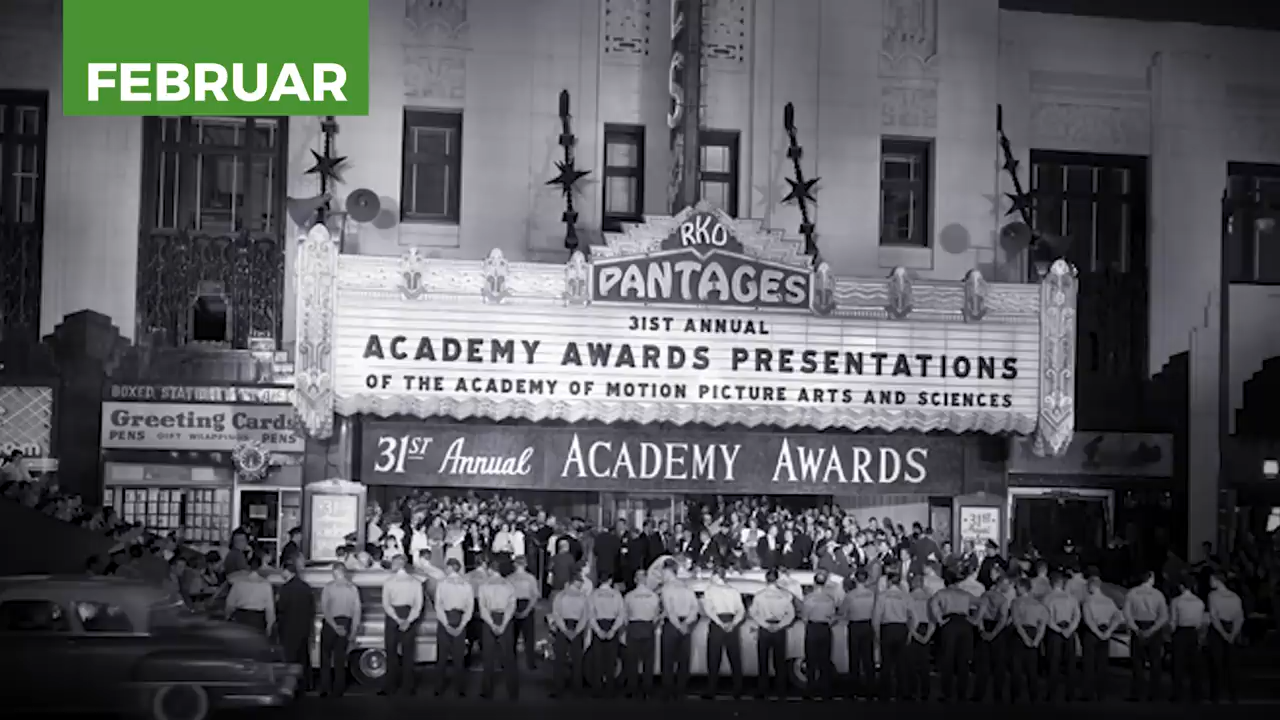 FEBRUAR
RKO
PANTAGES
31ST ANNUAL
ACADEMY AWARDS PRESENTATIONS
OF THE ACADEMY OF MOTION PICTURE ARTS AND SCIENCES
BOXED
Greeting Cards
PENS GIFT WRAPPINGS PENS
31ST Annual ACADEMY AWARDS
31ST